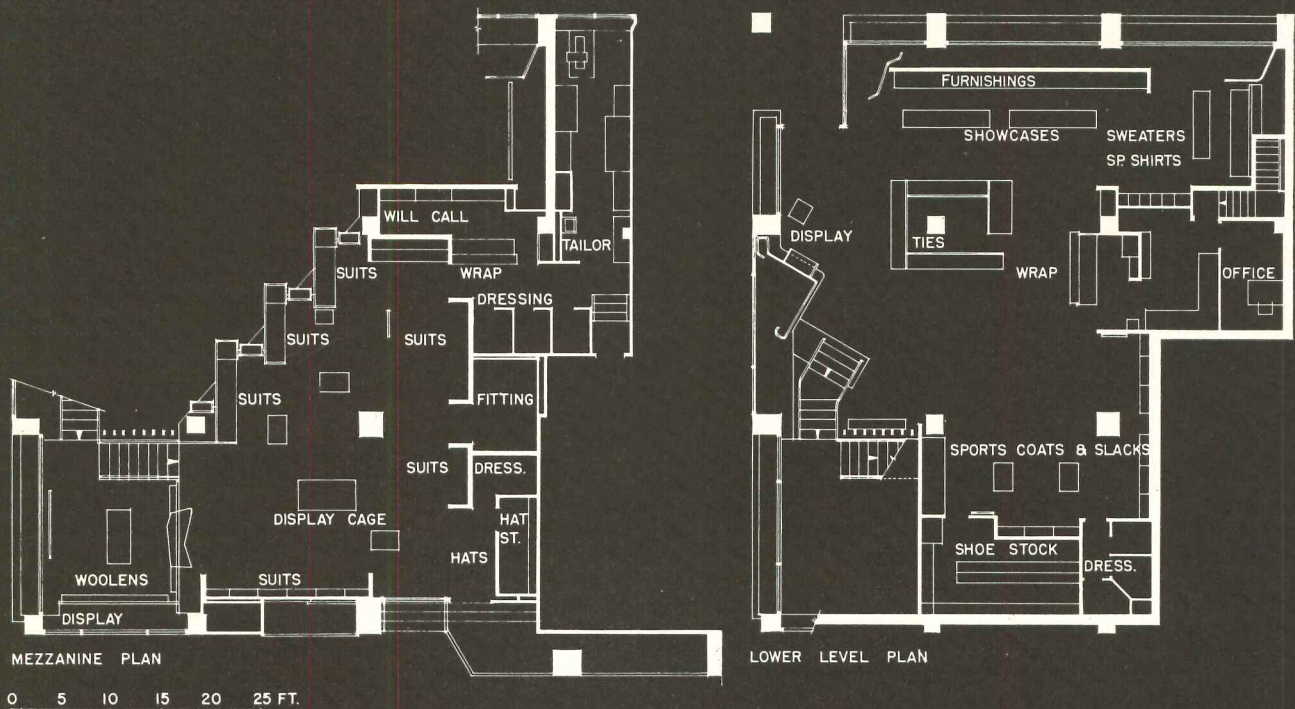 WILL CALL
TAILOR
SUITS
WRAP
DRESSING
SUITS
SUITS
SUITS
FITTING
SUITS
DRESS.
DISPLAY CAGE
HAT
ST.
HATS
WOOLENS
SUITS
DISPLAY
MEZZANINE PLAN
0 5 10 15 20 25 FT.
FURNISHINGS
SHOWCASES
SWEATERS
SP. SHIRTS
DISPLAY
TIES
WRAP
OFFICE
SPORTS COATS & SLACKS
SHOE STOCK
DRESS.
LOWER LEVEL PLAN